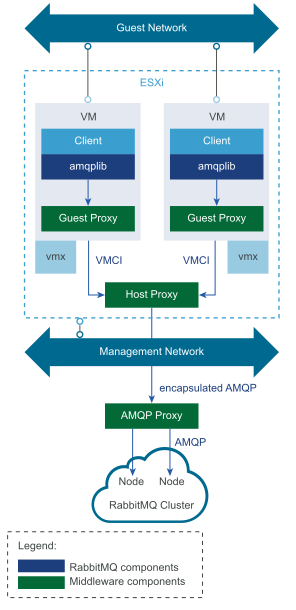 Guest Network
ESXi
VM
VM
Client
Client
amqplib
amqplib
Guest Proxy
Guest Proxy
vmx
VMCI
VMCI
vmx
Host Proxy
Management Network
encapsulated AMQP
AMQP Proxy
AMQP
Node
Node
RabbitMQ Cluster
Legend:
RabbitMQ components
Middleware components